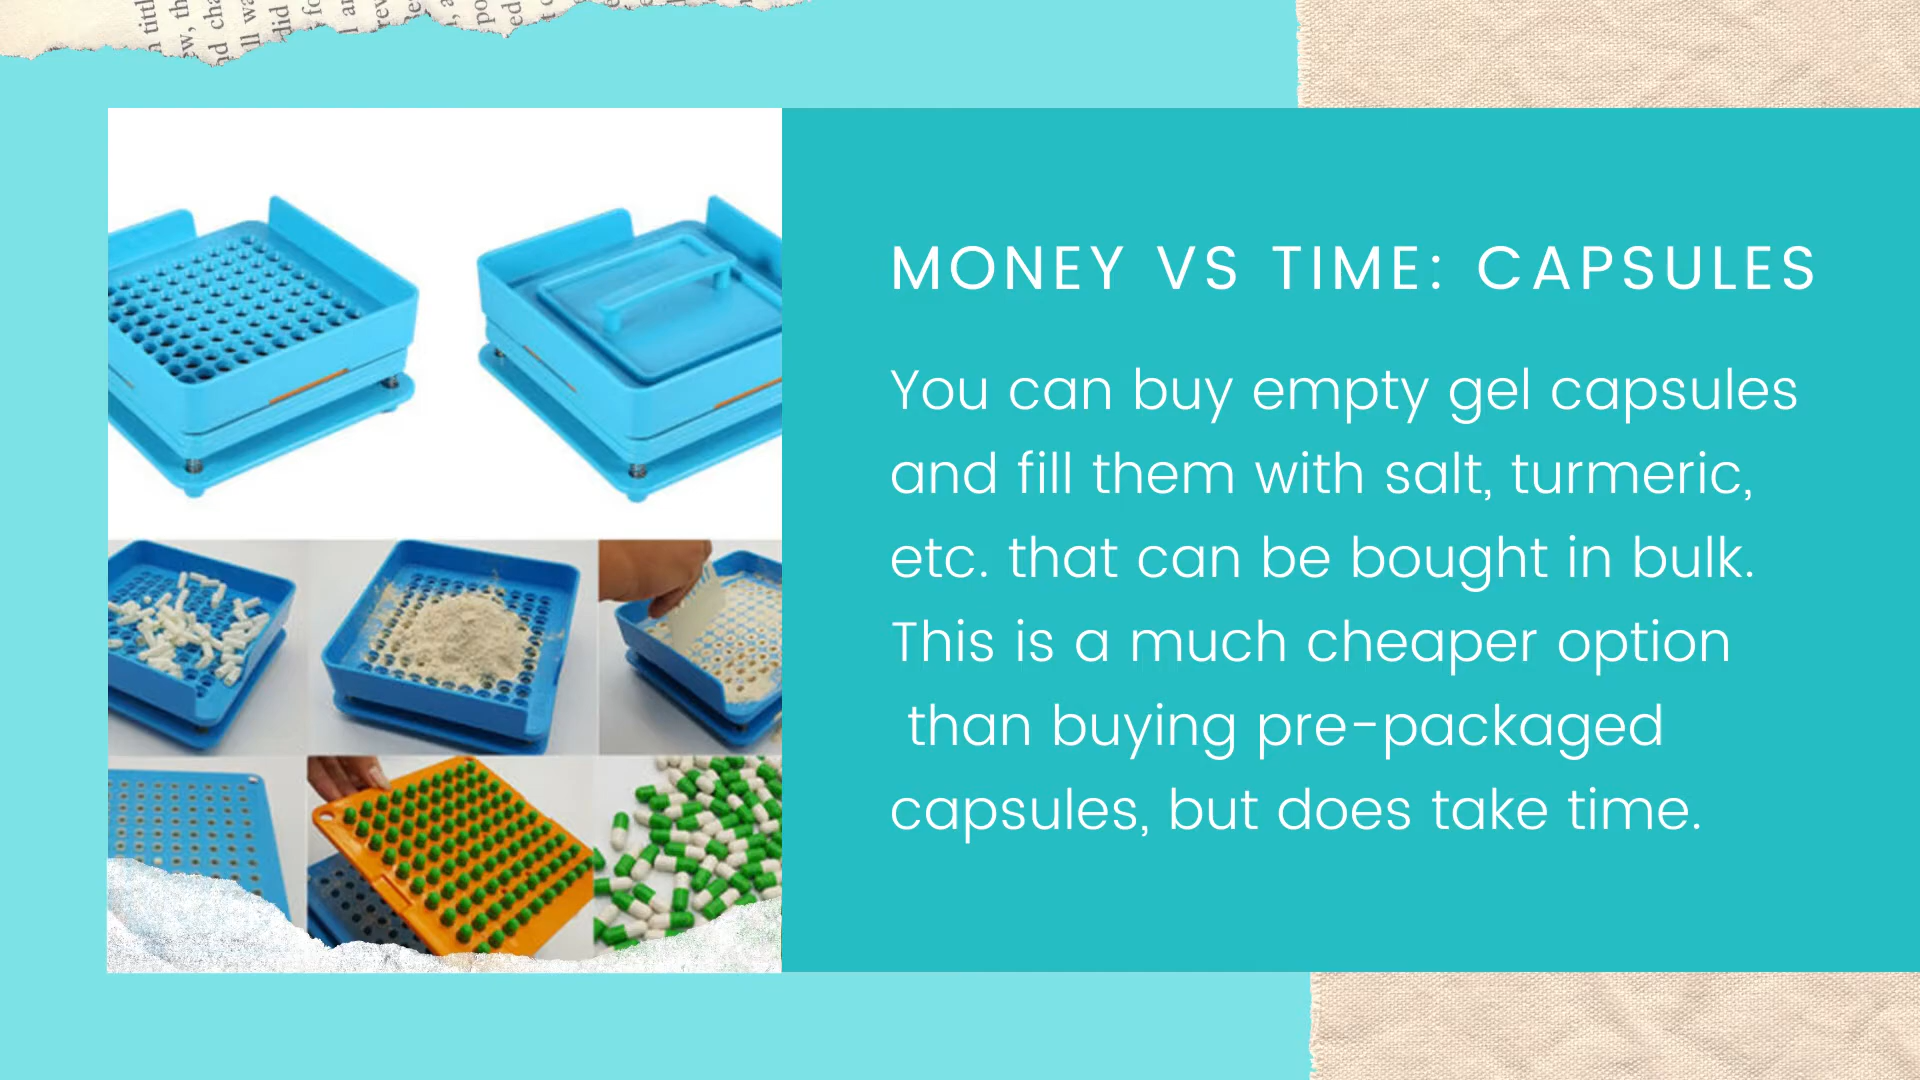 MONEY VS TIME: CAPSULES
You can buy empty gel capsules
and fill them with salt, turmeric,
etc. that can be bought in bulk.
This is a much cheaper option
than buying pre-packaged
capsules, but does take time.